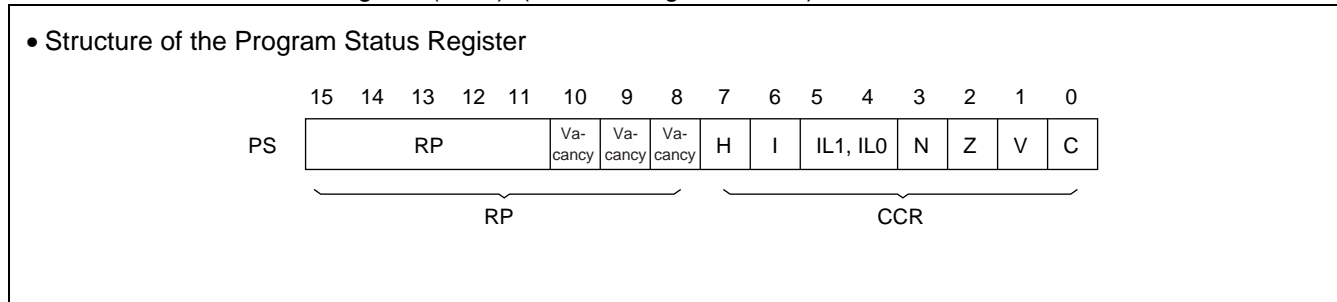 • Structure of the Program Status Register
15 14 13 12 11 10 9 8 7 6 5 4 3 2 1 0
PS RP Va-cancy Va-cancy Va-cancy H I IL1, IL0 N Z V C
RP CCR